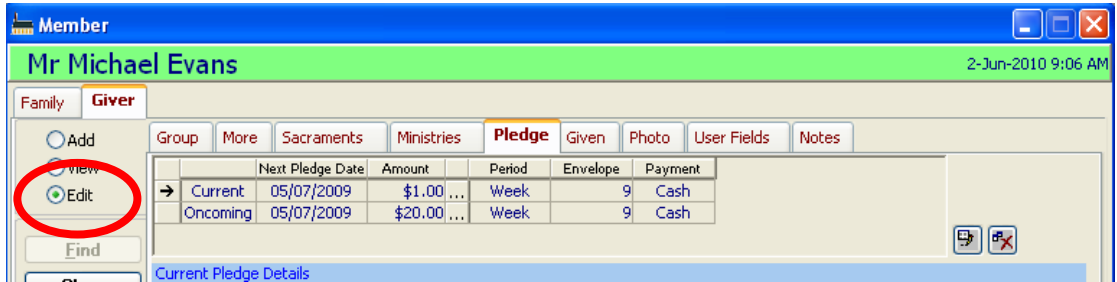 Member
Mr Michael Evans 2-Jun-2010 9:06 AM
Family Giver
Add Group More Sacraments Ministries Pledge Given Photo User Fields Notes
View
Edit
Next Pledge Date Amount Period Envelope Payment
Current 05/07/2009 $1.00 ... Week 9 Cash
Oncoming 05/07/2009 $20.00 ... Week 9 Cash
Find
Current Pledge Details